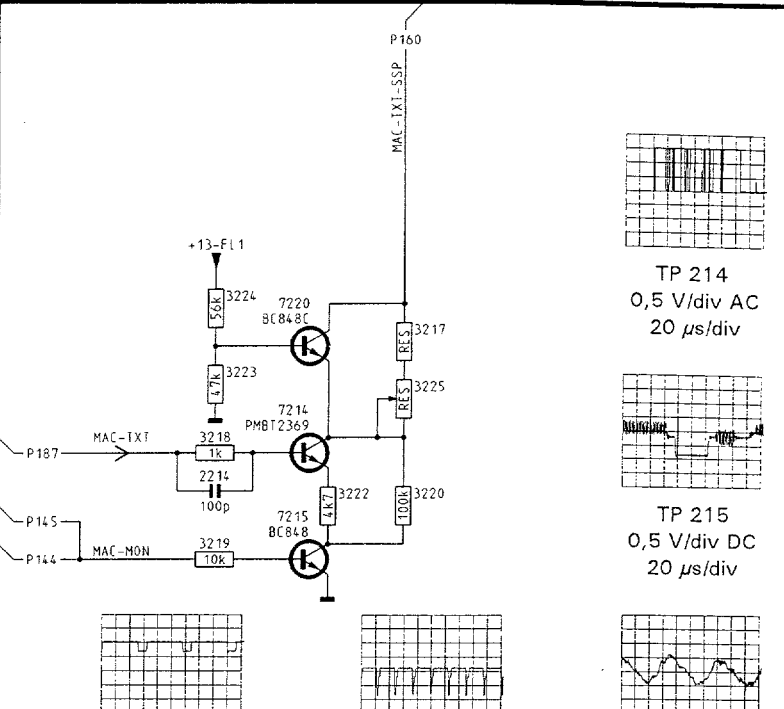 P160
MAC-TXT-SSP
+13-FL1
56k
3224
7220
BC848C
RES
3217
47k
3223
RES
3225
7214
PMBT2369
P187
MAC-TXT
3218
1k
2214
100p
4k7
3222
100k
3220
7215
BC848
P145
P144
MAC-MON
3219
10k
TP 214
0,5 V/div AC
20 µs/div
TP 215
0,5 V/div DC
20 µs/div